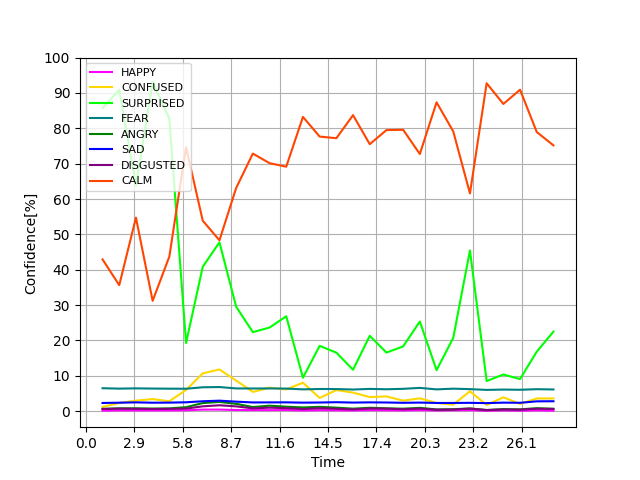 100
90
80
70
60
50
40
30
20
10
0
Confidence[%]
HAPPY
CONFUSED
SURPRISED
FEAR
ANGRY
SAD
DISGUSTED
CALM
0.0 2.9 5.8 8.7 11.6 14.5 17.4 20.3 23.2 26.1
Time